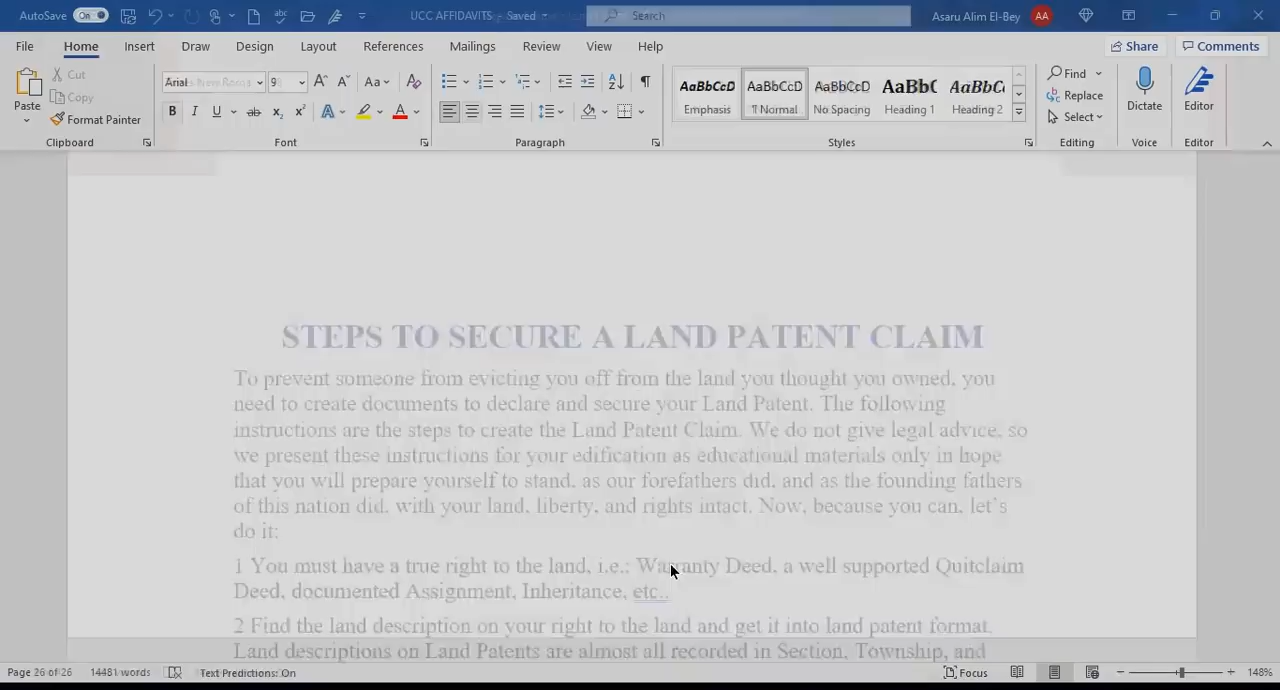 AutoSave On UCC AFFIDAVITS - Saved Search Asaru Alim El-Bey AA
File Home Insert Draw Design Layout References Mailings Review View Help Share Comments
Paste Cut Copy Format Painter
Arial 9 Aa
B I U ab x₂ x² A A
AaBbCcD AaBbCcD AaBbCcD AaBb( AaBbC
Emphasis ¶ Normal No Spacing Heading 1 Heading 2
Find Replace Select
Dictate Editor
Clipboard Font Paragraph Styles Editing Voice Editor
STEPS TO SECURE A LAND PATENT CLAIM
To prevent someone from evicting you off from the land you thought you owned, you
need to create documents to declare and secure your Land Patent. The following
instructions are the steps to create the Land Patent Claim. We do not give legal advice, so
we present these instructions for your edification as educational materials only in hope
that you will prepare yourself to stand, as our forefathers did, and as the founding fathers
of this nation did, with your land, liberty, and rights intact. Now, because you can, let's
do it:
1 You must have a true right to the land, i.e.: Warranty Deed, a well supported Quitclaim
Deed, documented Assignment, Inheritance, etc..
2 Find the land description on your right to the land and get it into land patent format.
Land descriptions on Land Patents are almost all recorded in Section, Township, and
Page 26 of 26 14481 words Text Predictions: On Focus 148%